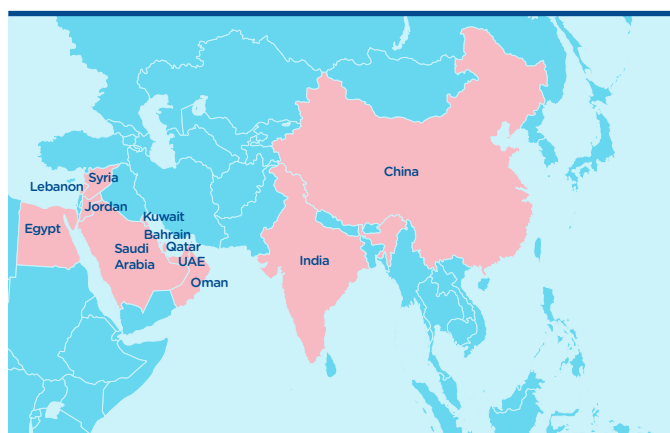 China
Syria
Lebanon
Jordan
Kuwait
Egypt
Bahrain
Qatar
Saudi
Arabia
UAE
India
Oman